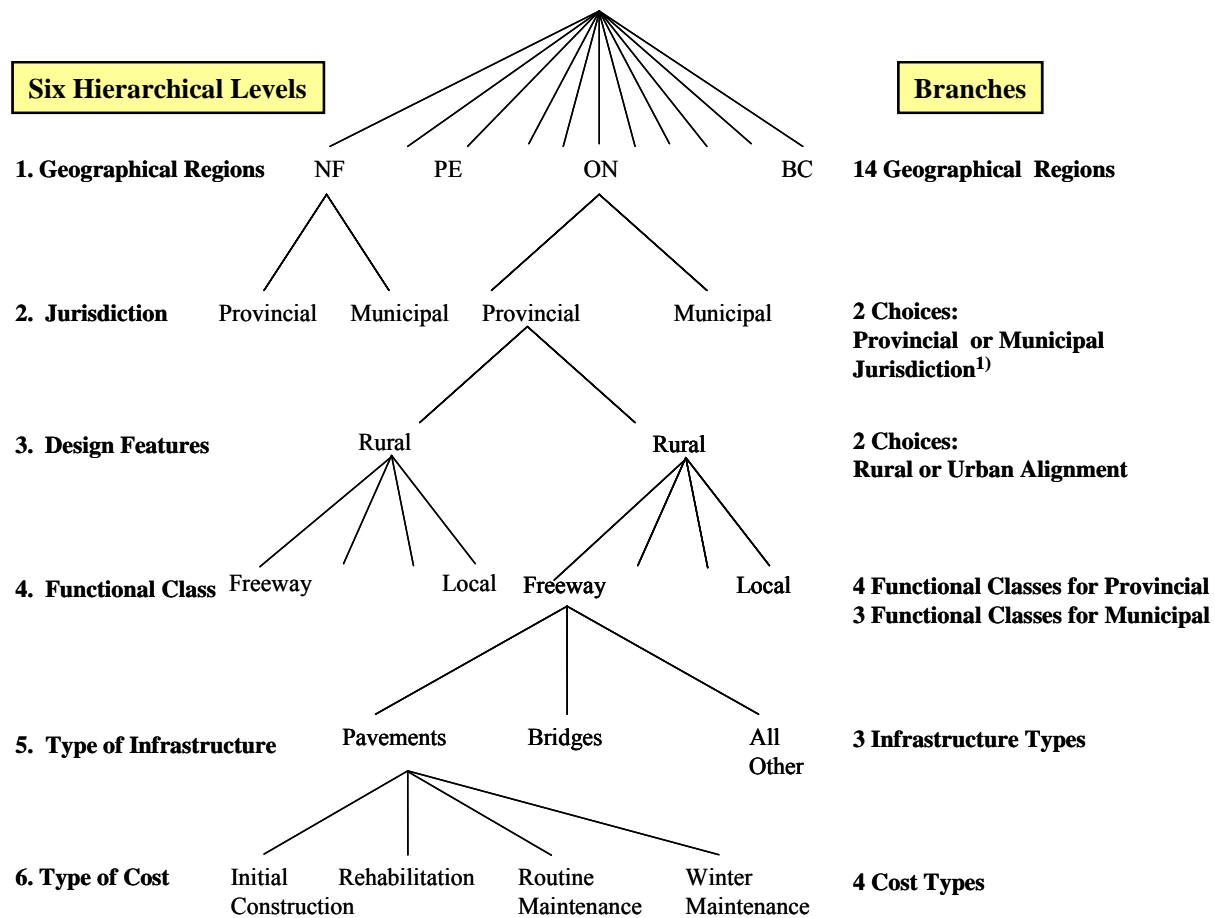 Six Hierarchical Levels
Branches
1. Geographical Regions NF PE ON BC 14 Geographical Regions
2. Jurisdiction Provincial Municipal Provincial Municipal 2 Choices:
Provincial or Municipal
Jurisdiction1)
3. Design Features Rural Rural 2 Choices:
Rural or Urban Alignment
4. Functional Class Freeway Local Freeway Local 4 Functional Classes for Provincial
3 Functional Classes for Municipal
5. Type of Infrastructure Pavements Bridges All
Other
3 Infrastructure Types
6. Type of Cost Initial
Construction
Rehabilitation
Routine
Maintenance
Winter
Maintenance
4 Cost Types